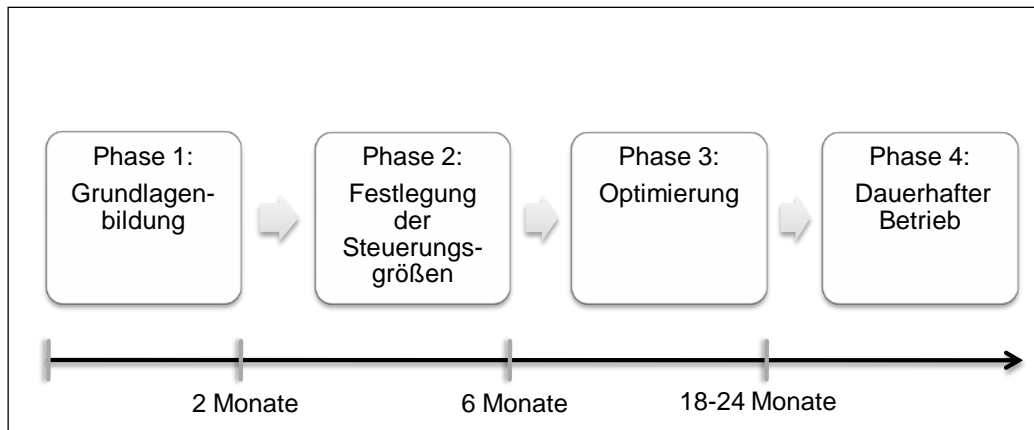 Phase 1:
Grundlagen-
bildung
Phase 2:
Festlegung
der
Steuerungs-
größen
Phase 3:
Optimierung
Phase 4:
Dauerhafter
Betrieb
2 Monate
6 Monate
18-24 Monate